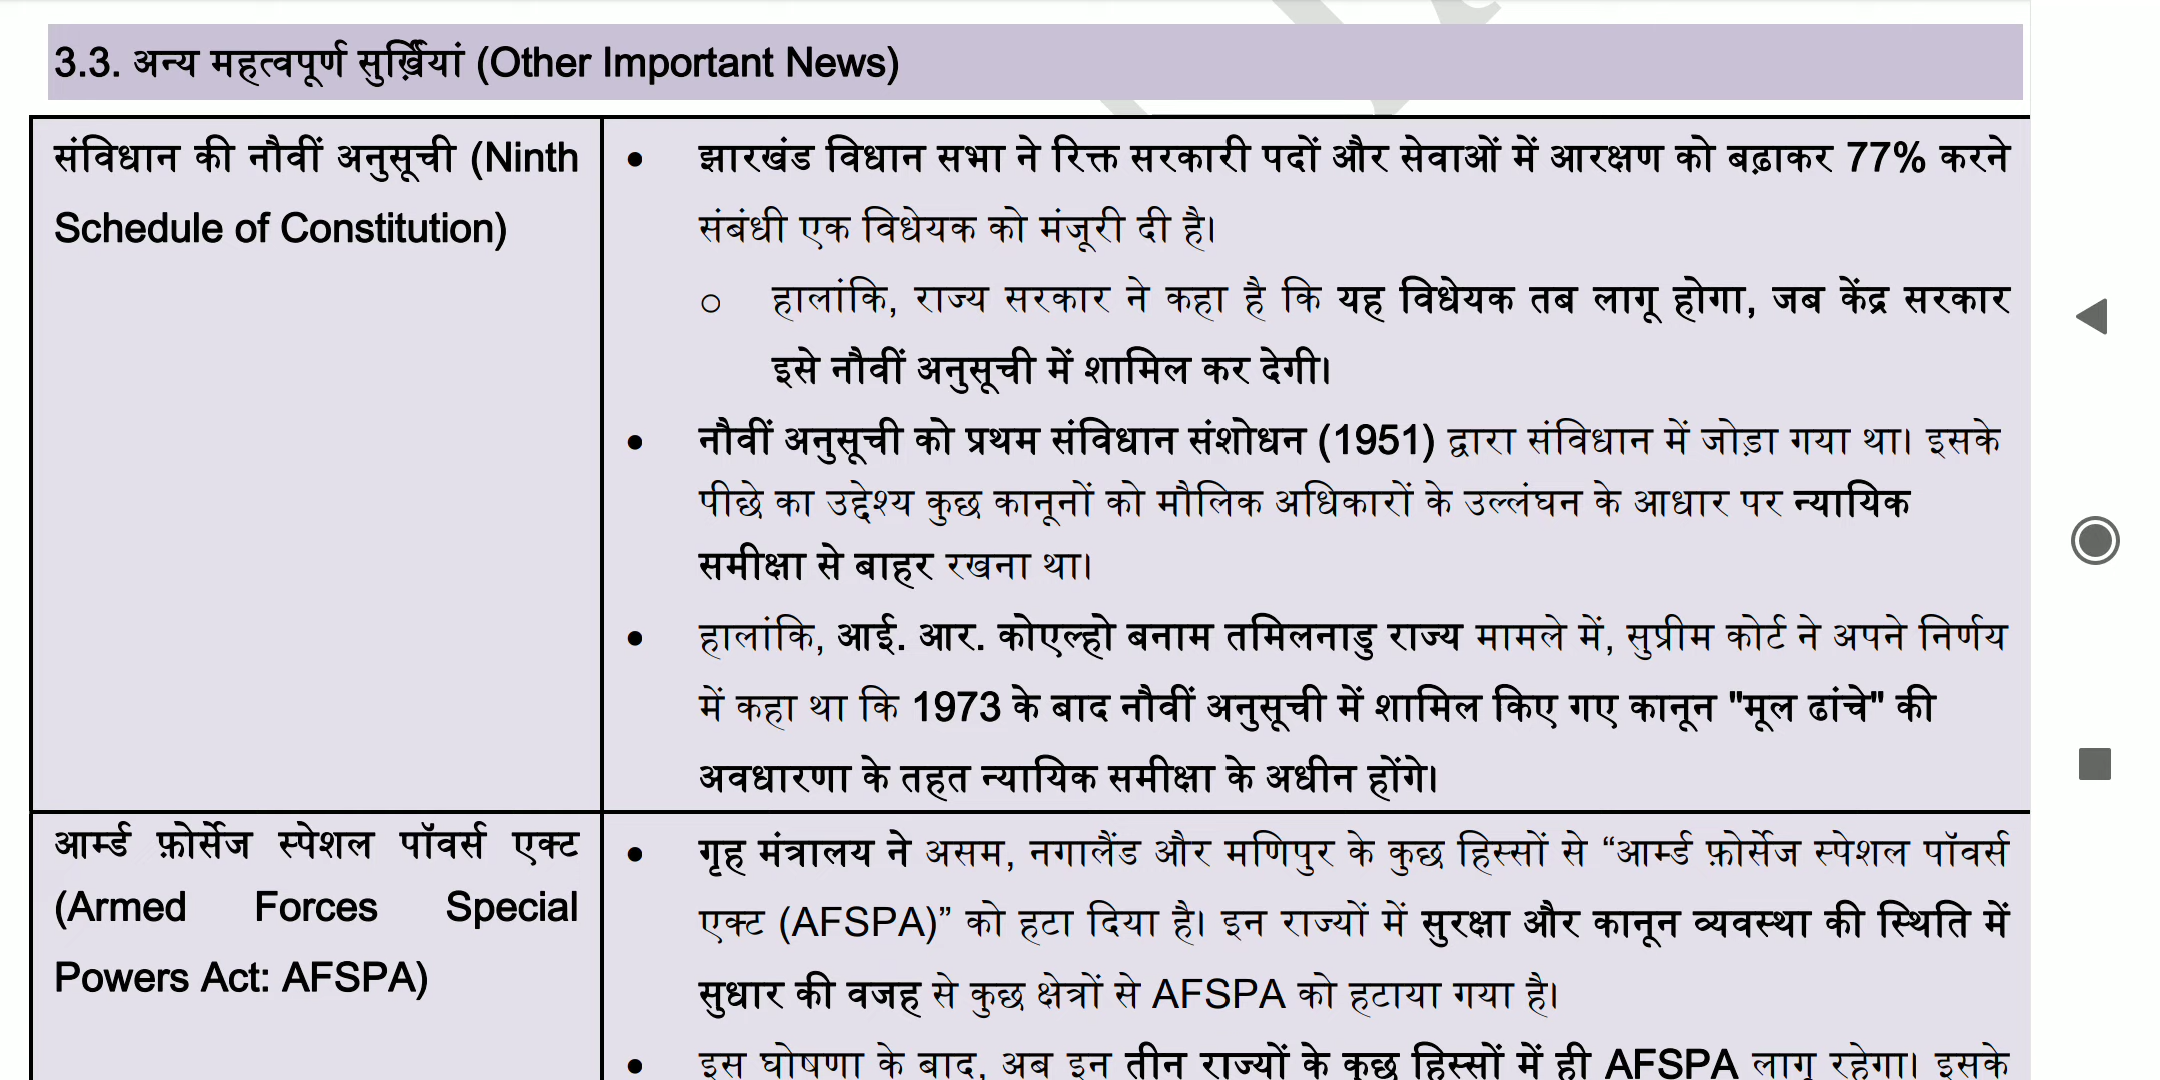 3.3. अन्य महत्वपूर्ण सुर्ख़ियां (Other Important News)
संविधान की नौवीं अनुसूची (Ninth
Schedule of Constitution)
● झारखंड विधान सभा ने रिक्त सरकारी पदों और सेवाओं में आरक्षण को बढ़ाकर 77% करने
संबंधी एक विधेयक को मंजूरी दी है।
○ हालांकि, राज्य सरकार ने कहा है कि यह विधेयक तब लागू होगा, जब केंद्र सरकार
इसे नौवीं अनुसूची में शामिल कर देगी।
● नौवीं अनुसूची को प्रथम संविधान संशोधन (1951) द्वारा संविधान में जोड़ा गया था। इसके
पीछे का उद्देश्य कुछ कानूनों को मौलिक अधिकारों के उल्लंघन के आधार पर न्यायिक
समीक्षा से बाहर रखना था।
● हालांकि, आई. आर. कोएल्हो बनाम तमिलनाडु राज्य मामले में, सुप्रीम कोर्ट ने अपने निर्णय
में कहा था कि 1973 के बाद नौवीं अनुसूची में शामिल किए गए कानून "मूल ढांचे" की
अवधारणा के तहत न्यायिक समीक्षा के अधीन होंगे।
आर्म्ड फ़ोर्सेज स्पेशल पॉवर्स एक्ट
(Armed Forces Special
Powers Act: AFSPA)
● गृह मंत्रालय ने असम, नगालैंड और मणिपुर के कुछ हिस्सों से “आर्म्ड फ़ोर्सेज स्पेशल पॉवर्स
एक्ट (AFSPA)” को हटा दिया है। इन राज्यों में सुरक्षा और कानून व्यवस्था की स्थिति में
सुधार की वजह से कुछ क्षेत्रों से AFSPA को हटाया गया है।
● इस घोषणा के बाद, अब इन तीन राज्यों के कुछ हिस्सों में ही AFSPA लागू रहेगा। इसके